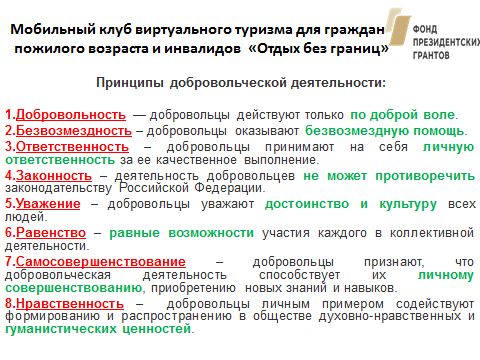 Мобильный клуб виртуального туризма для граждан
пожилого возраста и инвалидов «Отдых без границ»
ФОНД
ПРЕЗИДЕНТСКИХ
ГРАНТОВ
Принципы добровольческой деятельности:
1.Добровольность — добровольцы действуют только по доброй воле.
2.Безвозмездность – добровольцы оказывают безвозмездную помощь.
3.Ответственность – добровольцы принимают на себя личную
ответственность за ее качественное выполнение.
4.Законность – деятельность добровольцев не может противоречить
законодательству Российской Федерации.
5.Уважение – добровольцы уважают достоинство и культуру всех
людей.
6.Равенство – равные возможности участия каждого в коллективной
деятельности.
7.Самосовершенствование – добровольцы признают, что
добровольческая деятельность способствует их личному
совершенствованию, приобретению новых знаний и навыков.
8.Нравственность – добровольцы личным примером содействуют
формированию и распространению в обществе духовно-нравственных и
гуманистических ценностей.